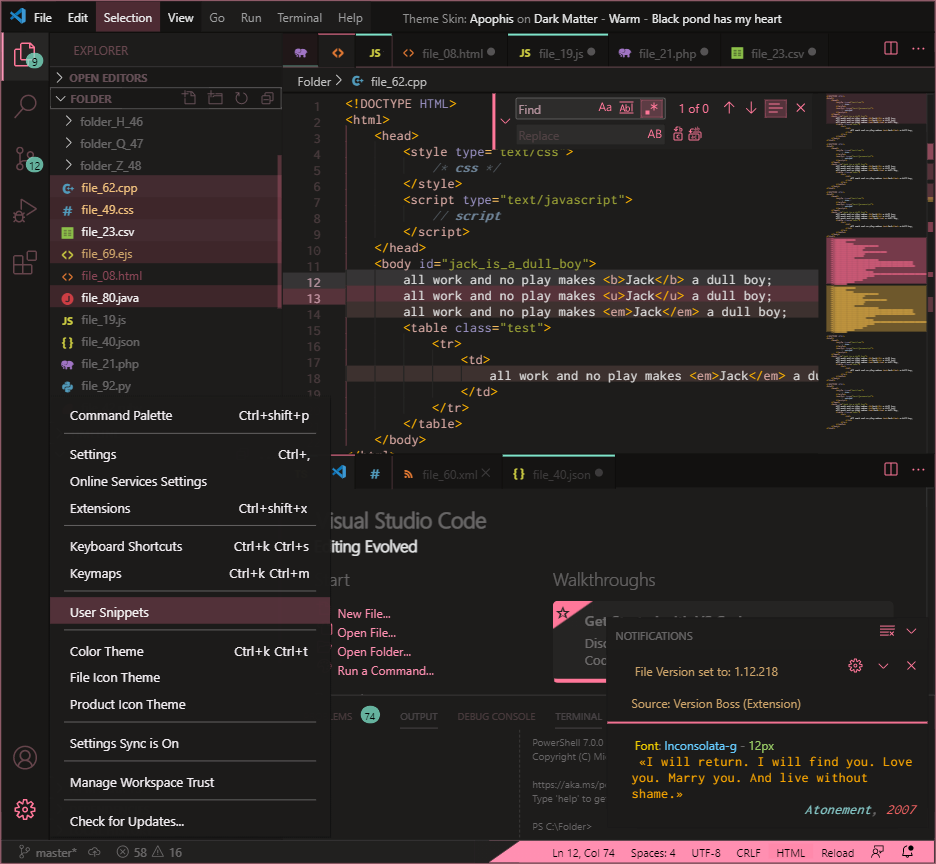 File Edit Selection View Go Run Terminal Help Theme Skin: Apophis on Dark Matter - Warm - Black pond has my heart
9
12
EXPLORER
OPEN EDITORS
FOLDER
folder_H_46
folder_Q_47
folder_Z_48
file_62.cpp
file_49.css
file_23.csv
file_69.ejs
file_08.html
file_80.java
file_19.js
file_40.json
file_21.php
file_92.py
JS file_08.html JS file_19.js file_21.php file_23.csv
Folder > file_62.cpp
1 <!DOCTYPE HTML>
2 <html>
3 <head>
4 <style type="text/css">
5 /* css */
6 </style>
7 <script type="text/javascript">
8 // script
9 </script>
10 </head>
11 <body id="jack_is_a_dull_boy">
12 all work and no play makes <b>Jack</b> a dull boy;
13 all work and no play makes <u>Jack</u> a dull boy;
14 all work and no play makes <em>Jack</em> a dull boy;
15 <table class="test">
16 <tr>
17 <td>
18 all work and no play makes <em>Jack</em> a du
19 </td>
</tr>
</table>
</body>
Find Aa Ab .* 1 of 0
Replace AB
Command Palette Ctrl+shift+p
Settings Ctrl+,
Online Services Settings
Extensions Ctrl+shift+x
Keyboard Shortcuts Ctrl+k Ctrl+s
Keymaps Ctrl+k Ctrl+m
User Snippets
Color Theme Ctrl+k Ctrl+t
File Icon Theme
Product Icon Theme
Settings Sync is On
Manage Workspace Trust
Check for Updates...
# file_60.xml {} file_40.json
isual Studio Code
iting Evolved
art
New File...
Open File...
Open Folder...
Run a Command...
Walkthroughs
Get
Disc
Coc
NOTIFICATIONS
File Version set to: 1.12.218
Source: Version Boss (Extension)
Font: Inconsolata-g - 12px
«I will return. I will find you. Love
you. Marry you. And live without
shame.»
Atonement, 2007
LEMS 74 OUTPUT DEBUG CONSOLE TERMINAL
PowerShell 7.0.0
Copyright (C) Mi
https://aka.ms/p
Type 'help' to ge
PS C:\Folder>
master* 58 16 Ln 12, Col 74 Spaces: 4 UTF-8 CRLF HTML Reload